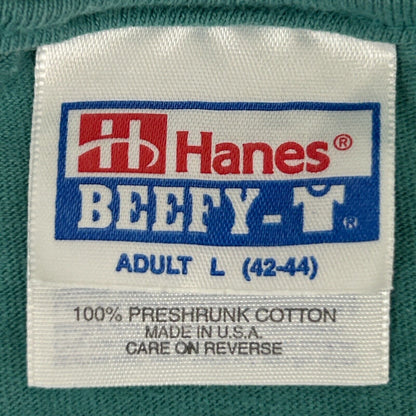 H Hanes®
BEEFY-T®
ADULT L (42-44)
100% PRESHRUNK COTTON
MADE IN U.S.A
CARE ON REVERSE